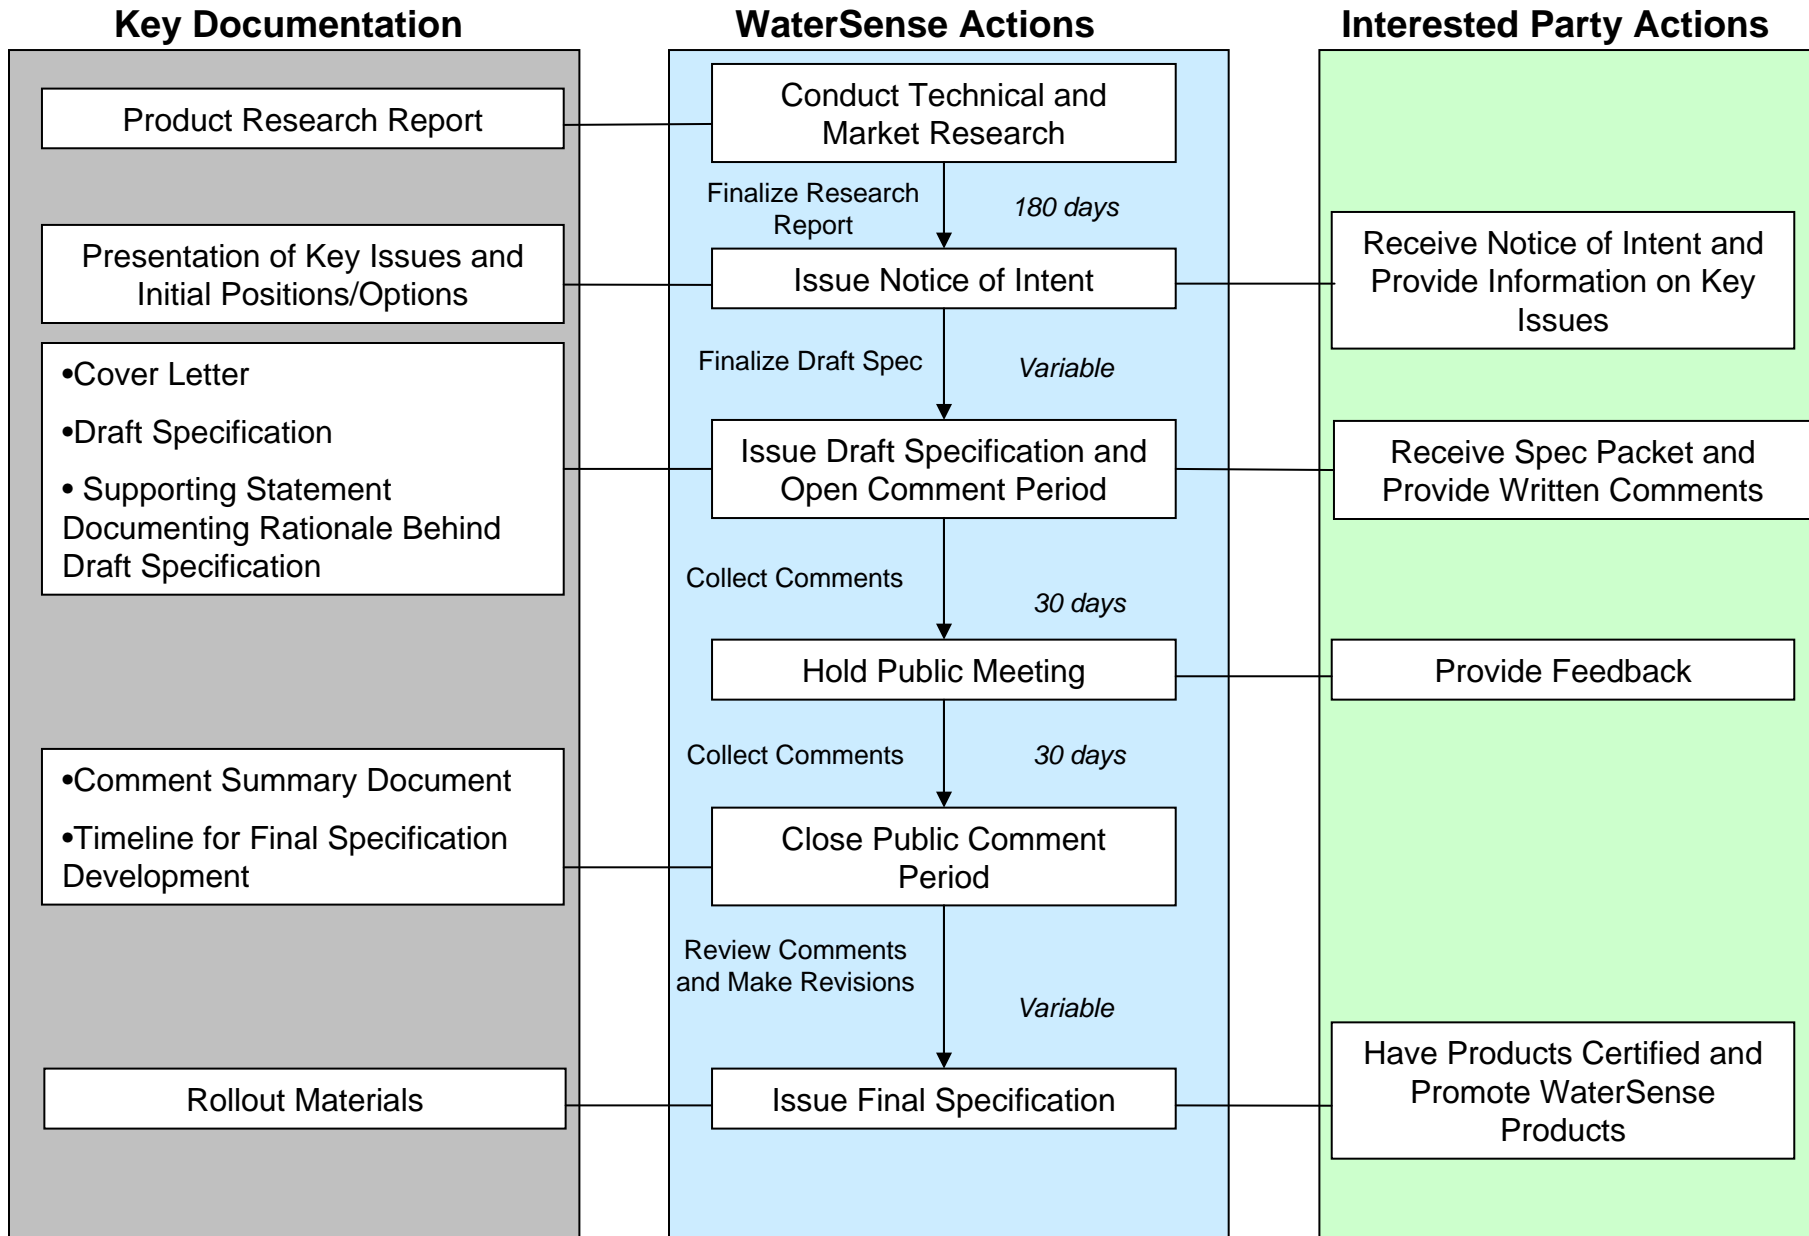 Key Documentation
WaterSense Actions
Interested Party Actions
Product Research Report
Conduct Technical and
Market Research
Finalize Research
Report
180 days
Presentation of Key Issues and
Initial Positions/Options
Issue Notice of Intent
Receive Notice of Intent and
Provide Information on Key
Issues
Finalize Draft Spec
Variable
•Cover Letter
•Draft Specification
• Supporting Statement
Documenting Rationale Behind
Draft Specification
Issue Draft Specification and
Open Comment Period
Receive Spec Packet and
Provide Written Comments
Collect Comments
30 days
Hold Public Meeting
Provide Feedback
Collect Comments
30 days
•Comment Summary Document
•Timeline for Final Specification
Development
Close Public Comment
Period
Review Comments
and Make Revisions
Variable
Rollout Materials
Issue Final Specification
Have Products Certified and
Promote WaterSense
Products